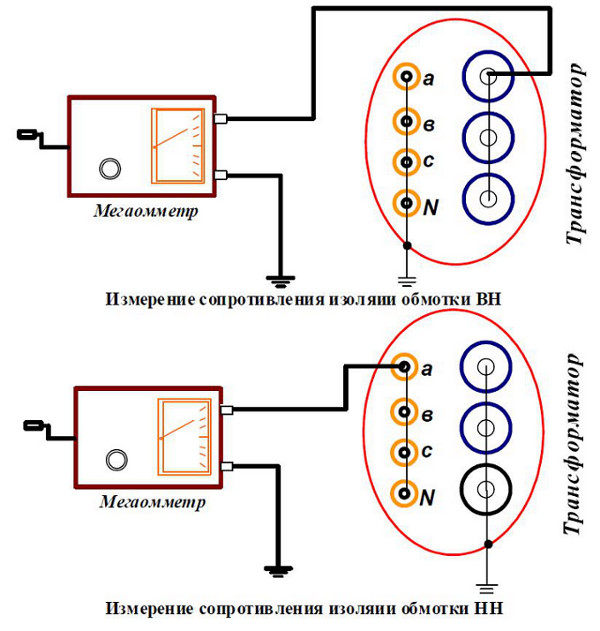 a
в
c
N
Трансформатор
Мегаомметр
Измерение сопротивления изоляии обмотки ВН
a
в
c
N
Трансформатор
Мегаомметр
Измерение сопротивления изоляии обмотки НН